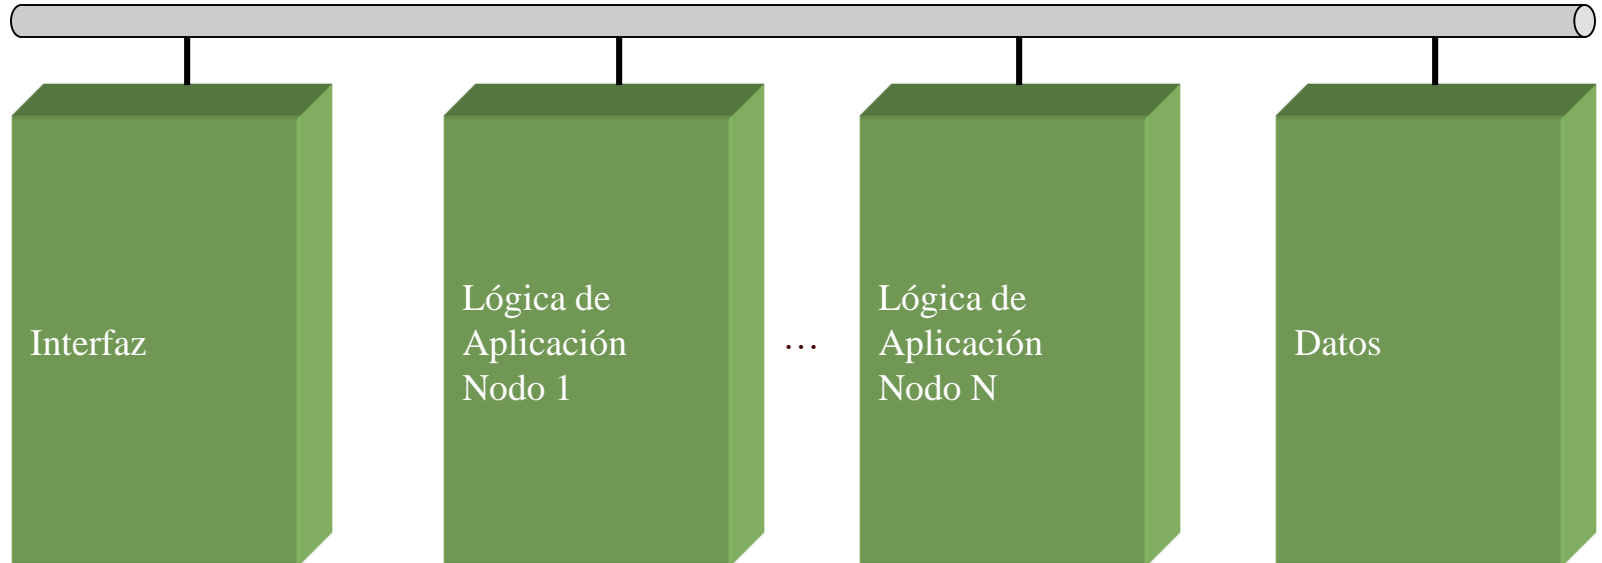 Interfaz
Lógica de
Aplicación
Nodo 1
...
Lógica de
Aplicación
Nodo N
Datos